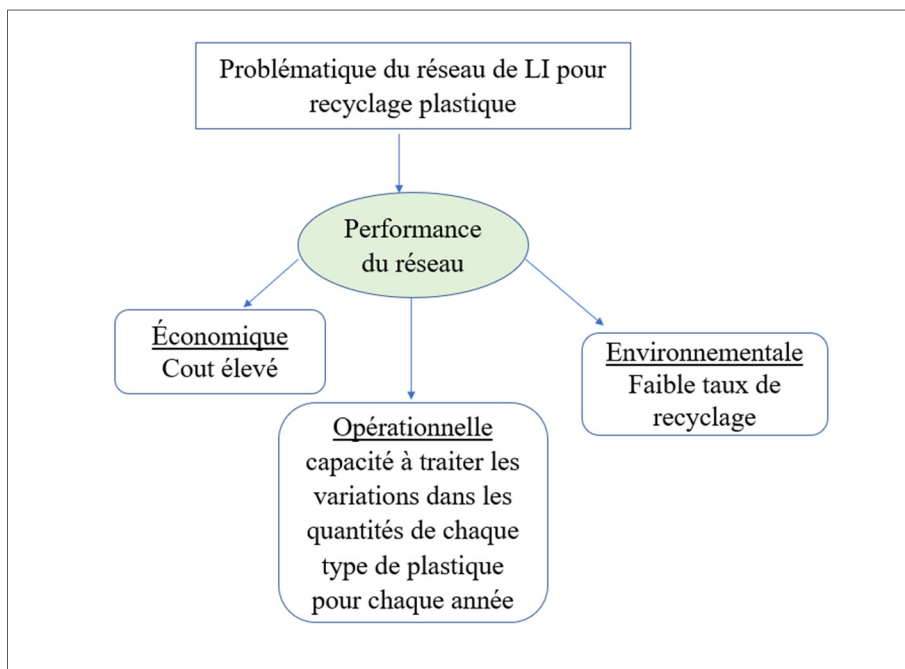 Problématique du réseau de LI pour
recyclage plastique
Performance
du réseau
Économique
Cout élevé
Opérationnelle
capacité à traiter les
variations dans les
quantités de chaque
type de plastique
pour chaque année
Environnementale
Faible taux de
recyclage